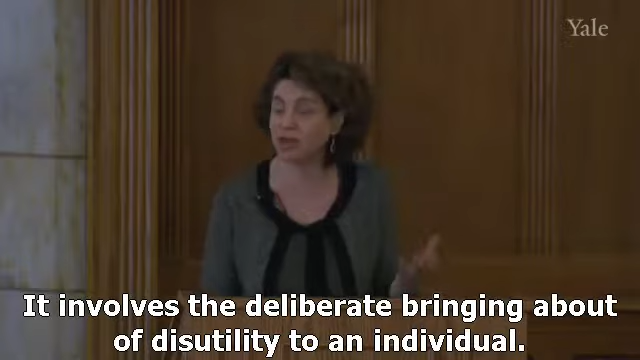 Yale
It involves the deliberate bringing about
of disutility to an individual.